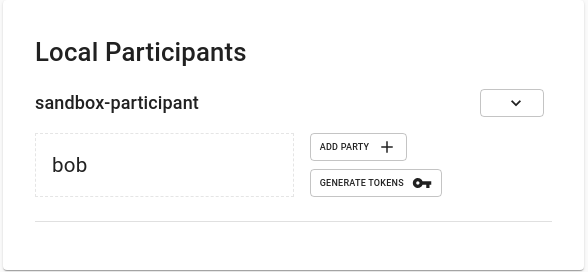 Local Participants
sandbox-participant
bob
ADD PARTY
GENERATE TOKENS